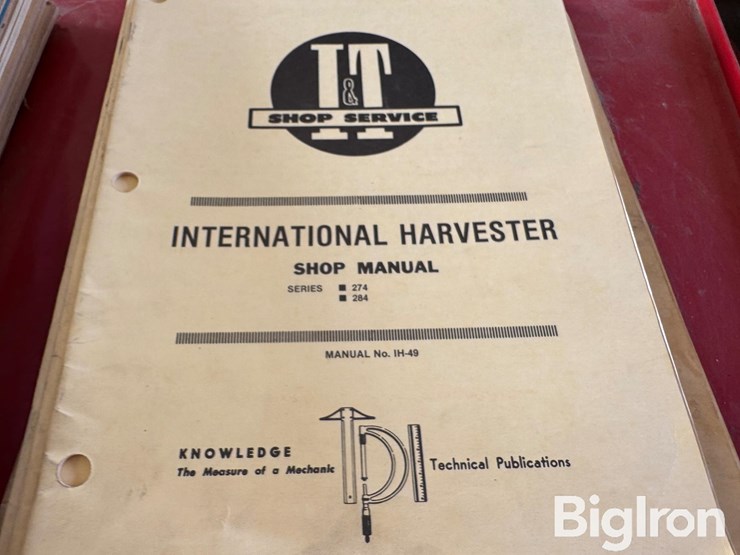 I&T
SHOP SERVICE
INTERNATIONAL HARVESTER
SHOP MANUAL
SERIES ■ 274
■ 284
MANUAL No. IH-49
KNOWLEDGE
The Measure of a Mechanic
TPI
Technical Publications
BigIron